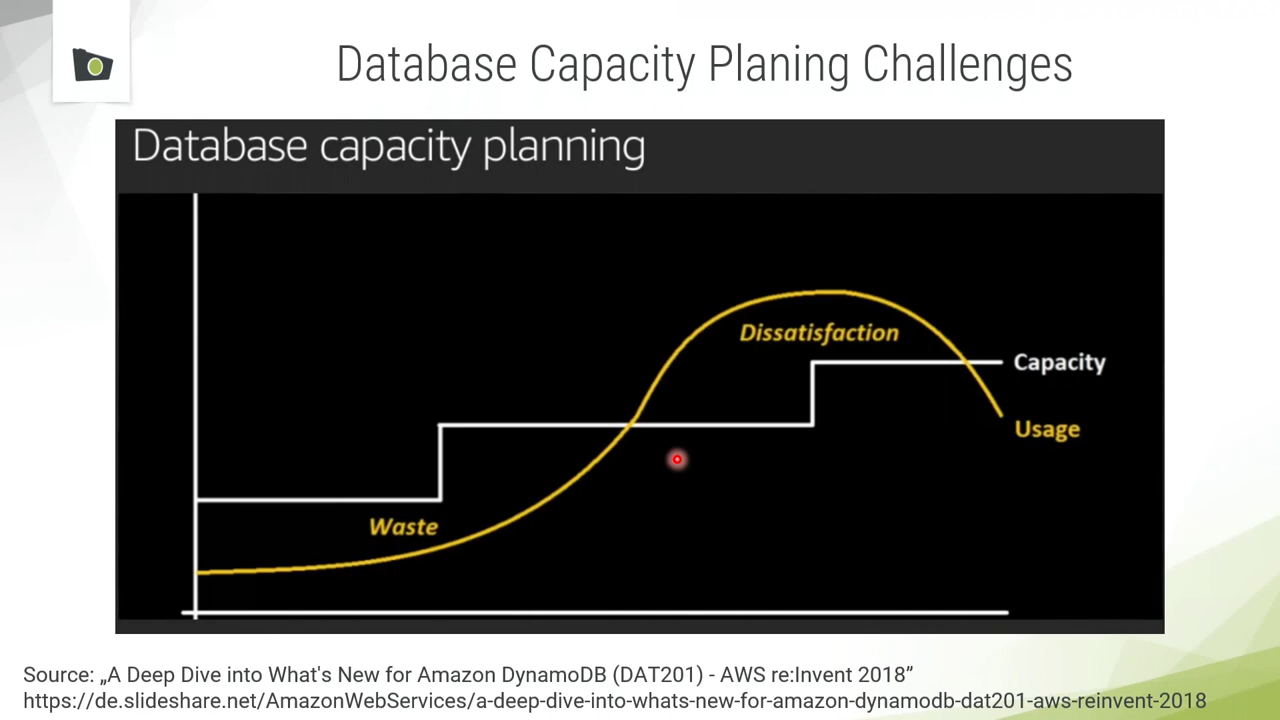 Database Capacity Planing Challenges
Database capacity planning
Dissatisfaction
Capacity
Usage
Waste
Source: „A Deep Dive into What's New for Amazon DynamoDB (DAT201) - AWS re:Invent 2018”
https://de.slideshare.net/AmazonWebServices/a-deep-dive-into-whats-new-for-amazon-dynamodb-dat201-aws-reinvent-2018